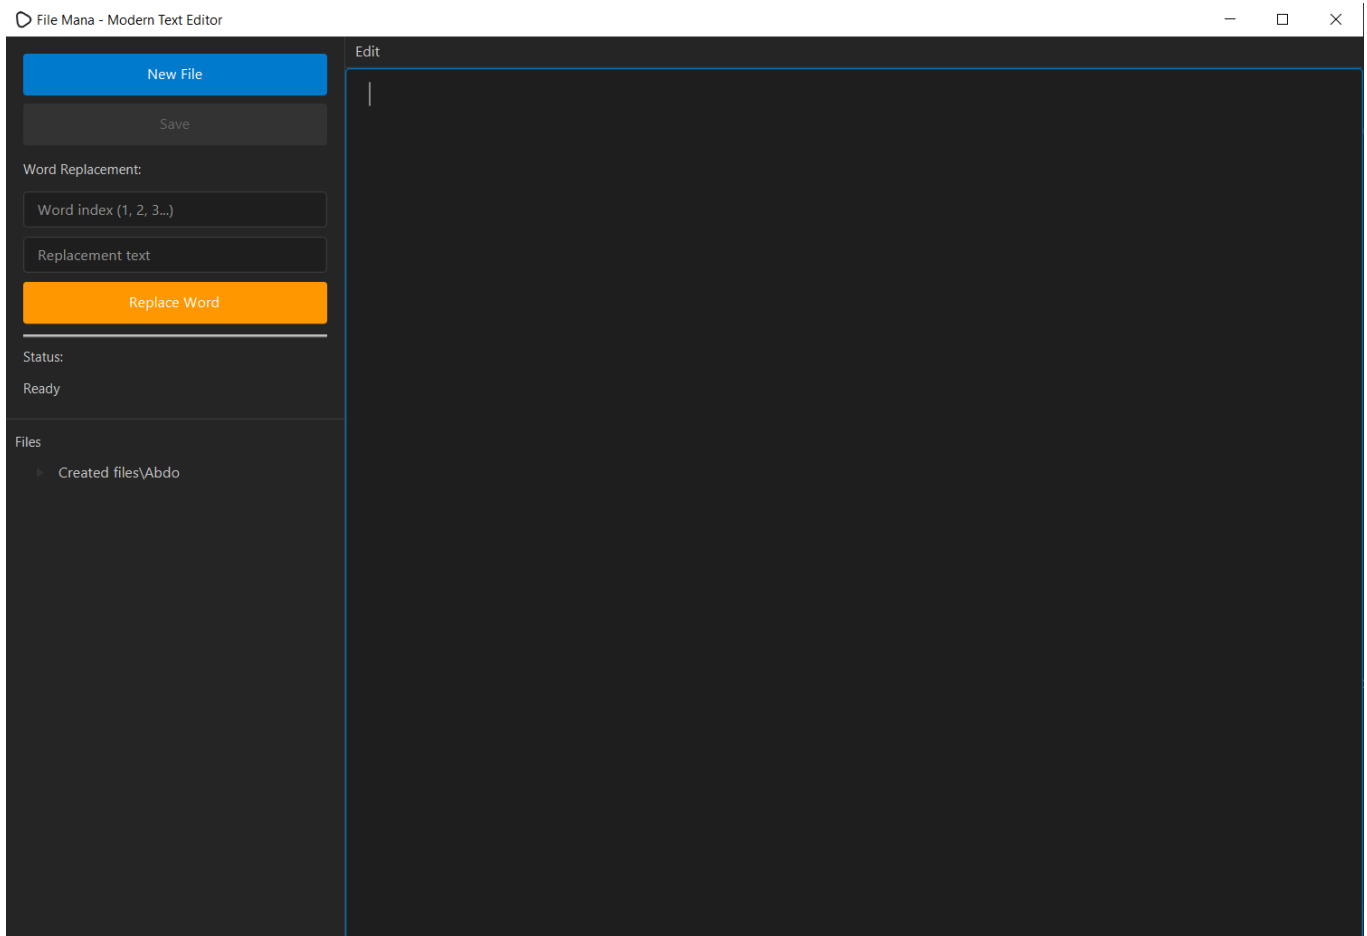 File Mana - Modern Text Editor
New File
Save
Word Replacement:
Word index (1, 2, 3...)
Replacement text
Replace Word
Status:
Ready
Files
Created files\Abdo
Edit